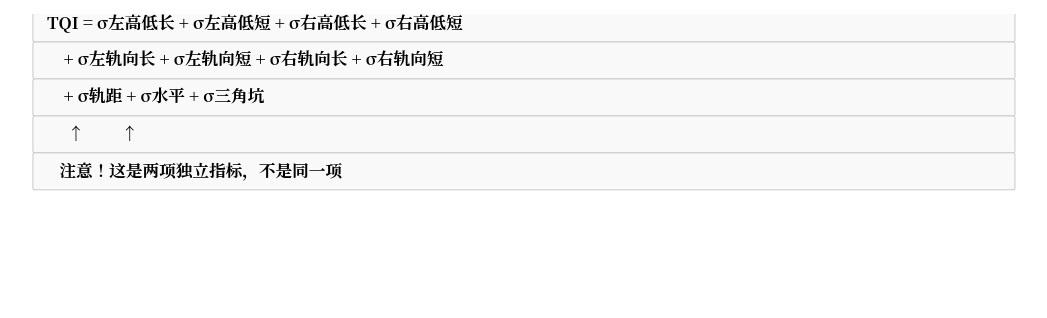 TQI = σ左高低长 + σ左高低短 + σ右高低长 + σ右高低短
+ σ左轨向长 + σ左轨向短 + σ右轨向长 + σ右轨向短
+ σ轨距 + σ水平 + σ三角坑
↑ ↑
注意！这是两项独立指标，不是同一项